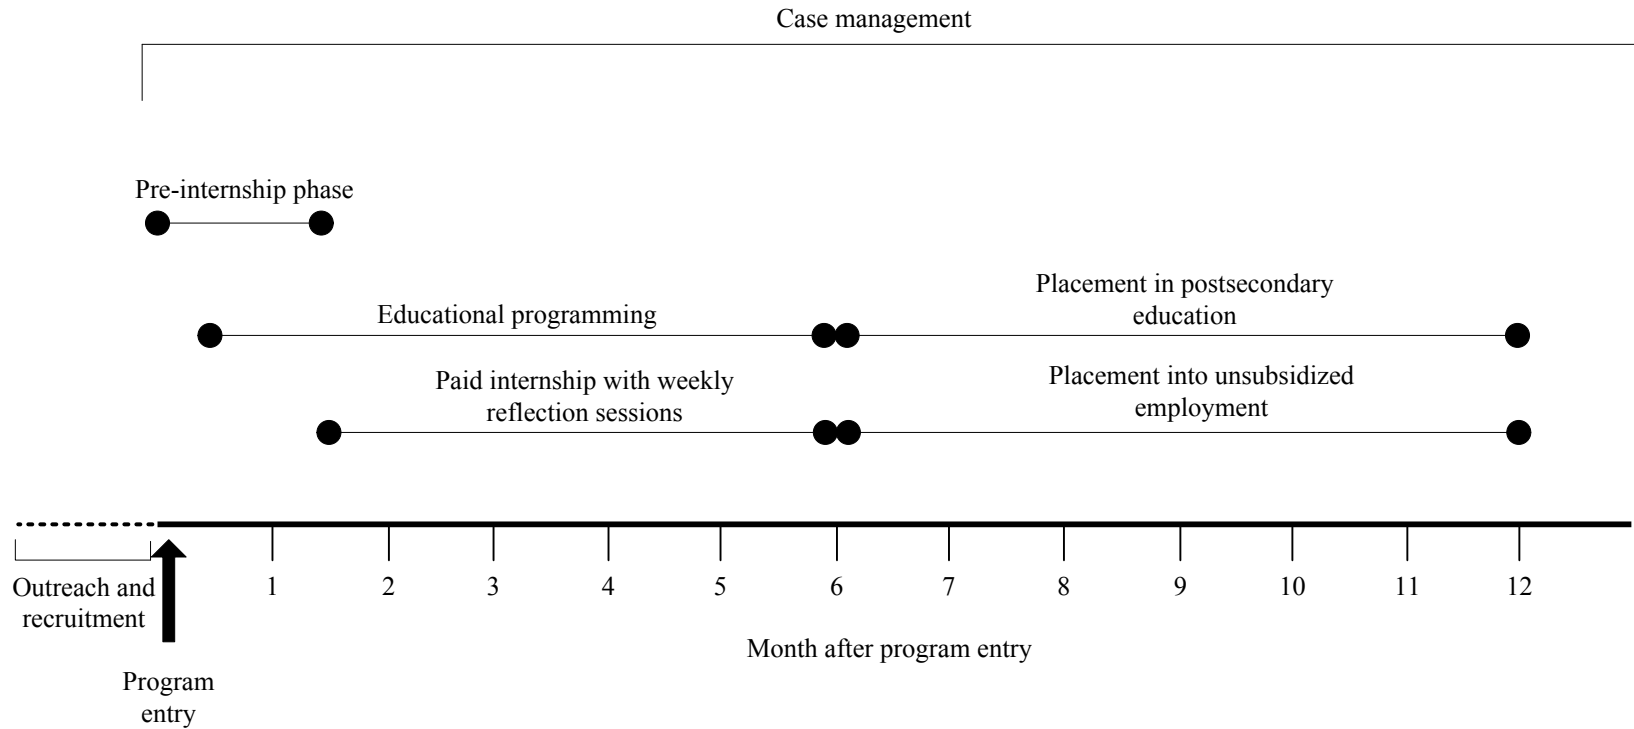 Case management
Pre-internship phase
Placement in postsecondary
education
Educational programming
Placement into unsubsidized
employment
Paid internship with weekly
reflection sessions
1 2 3 4 5 6 7 8 9 10 11 12
Outreach and
recruitment
Month after program entry
Program
entry